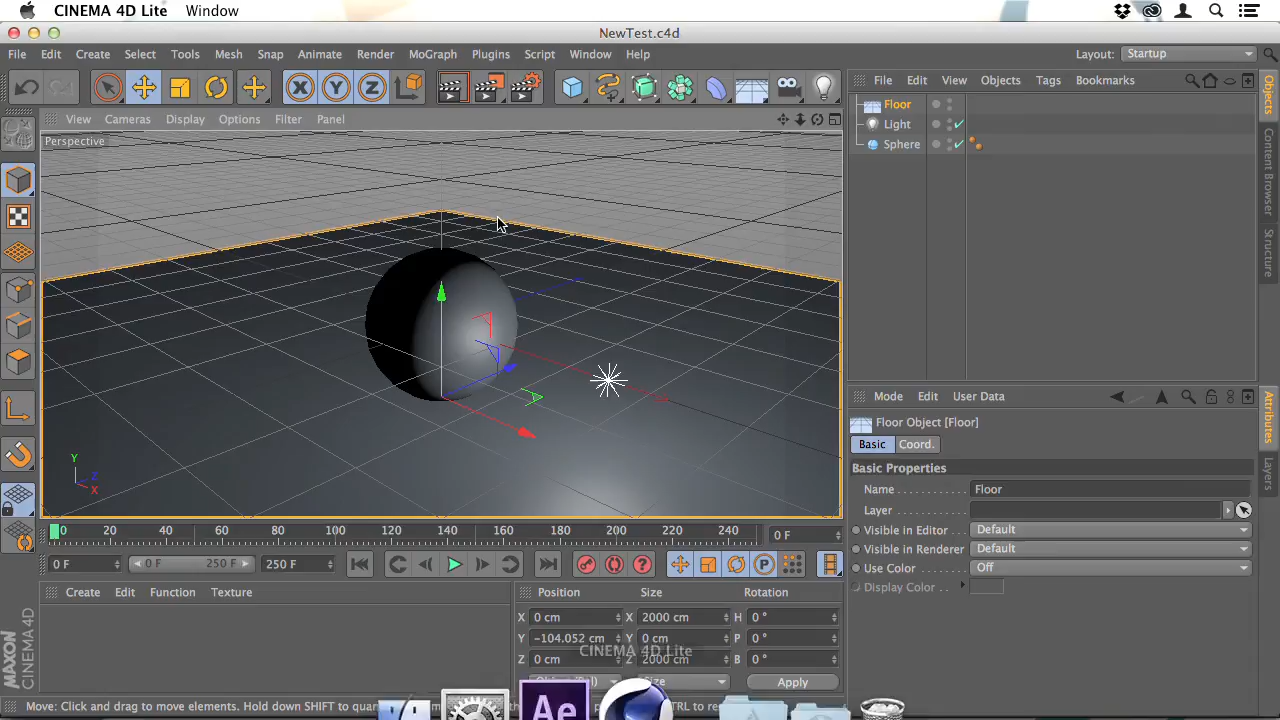 CINEMA 4D Lite Window
NewTest.c4d
File Edit Create Select Tools Mesh Snap Animate Render MoGraph Plugins Script Window Help Layout: Startup
X Y Z
File Edit View Objects Tags Bookmarks
View Cameras Display Options Filter Panel
Perspective
Floor
Light
Sphere
Objects
Content Browser
Structure
Mode Edit User Data
Floor Object [Floor]
Basic Coord.
Basic Properties
Name Floor
Layer
Visible in Editor Default
Visible in Renderer Default
Use Color Off
Display Color
Attributes
Layers
Y
Z
X
0 20 40 60 80 100 120 140 160 180 200 220 240 0 F
0 F 0 F 250 F 250 F P
Create Edit Function Texture
Position Size Rotation
X 0 cm X 2000 cm H 0 °
Y -104.052 cm Y 0 cm P 0 °
CINEMA 4D Lite
Z 0 cm Z 2000 cm B 0 °
Size Apply
MAXON
CINEMA 4D
Move: Click and drag to move elements. Hold down SHIFT to
Ae